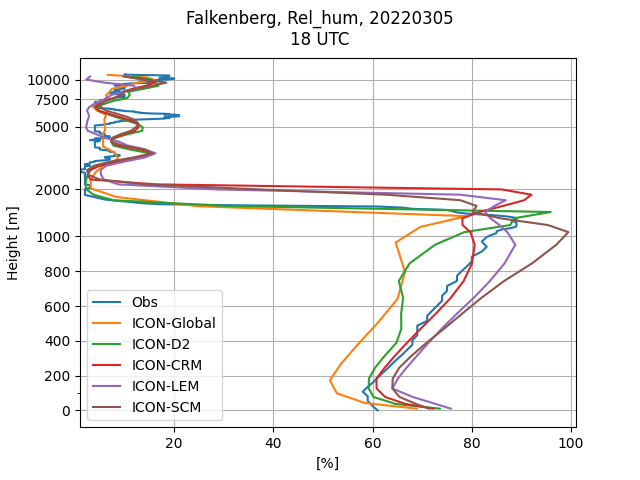 Falkenberg, Rel_hum, 20220305
18 UTC
Height [m]
10000
7500
5000
2000
1000
800
600
400
200
0
Obs
ICON-Global
ICON-D2
ICON-CRM
ICON-LEM
ICON-SCM
20
40
60
80
100
[%]